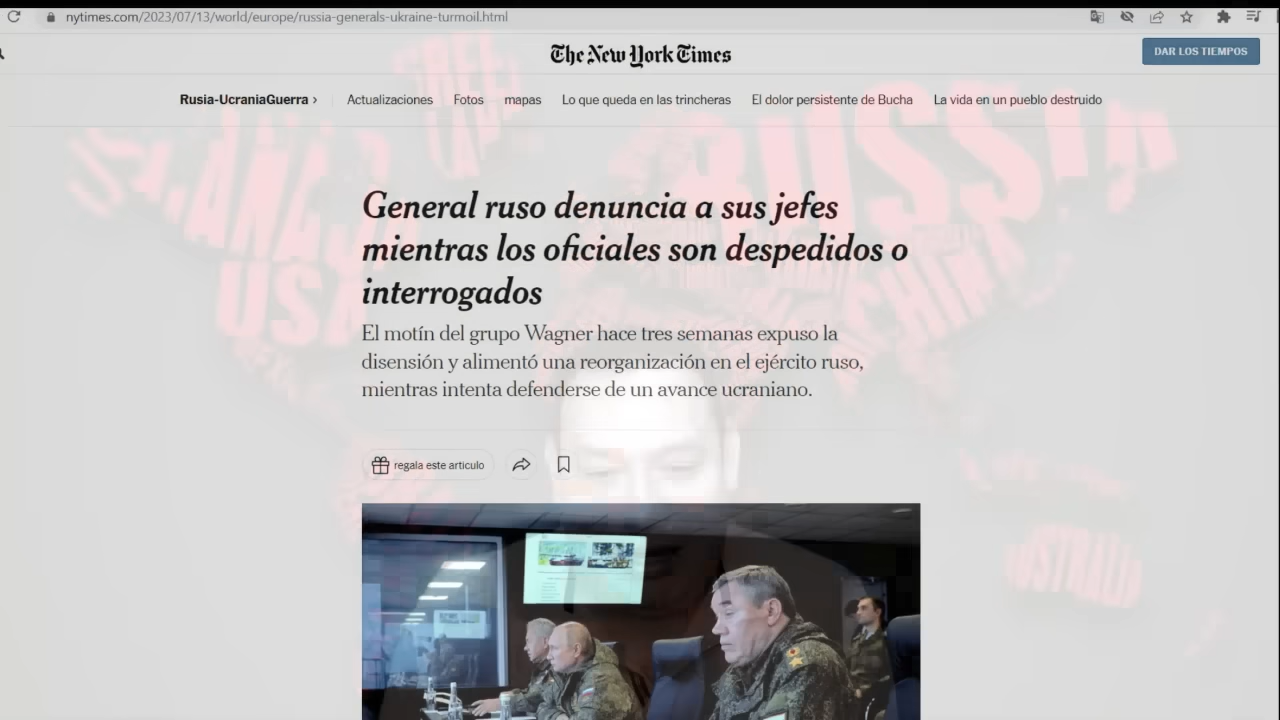 nytimes.com/2023/07/13/world/europe/russia-generals-ukraine-turmoil.html
The New York Times
DAR LOS TIEMPOS
Rusia-UcraniaGuerra › Actualizaciones Fotos mapas Lo que queda en las trincheras El dolor persistente de Bucha La vida en un pueblo destruido
RUSSIA
USA
General ruso denuncia a sus jefes
mientras los oficiales son despedidos o
interrogados
El motín del grupo Wagner hace tres semanas expuso la
disensión y alimentó una reorganización en el ejército ruso,
mientras intenta defenderse de un avance ucraniano.
regala este articulo